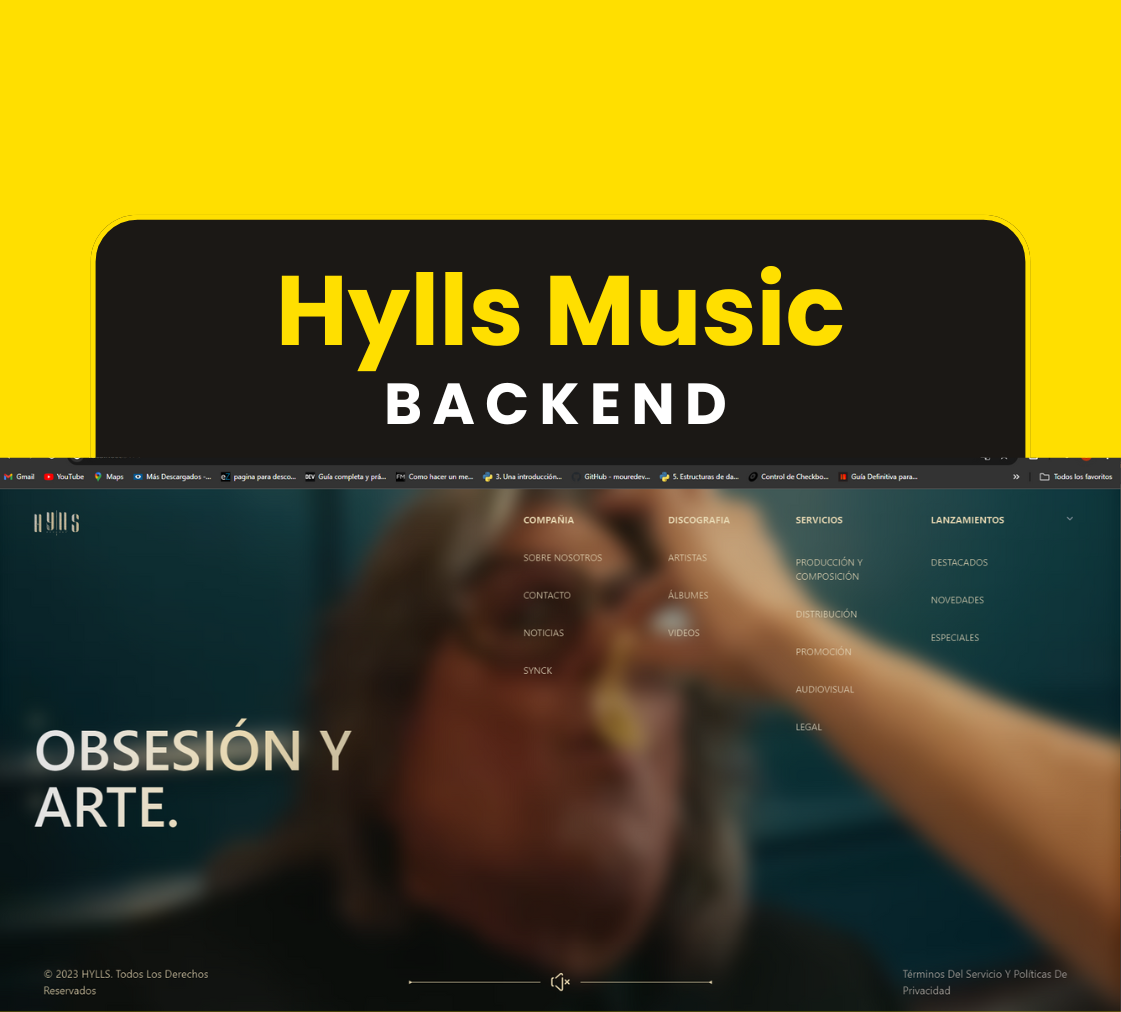 Hylls Music
BACKEND
Gmail YouTube Maps Más Descargados -... pagina para desco... Guía completa y prá... Como hacer un me... 3. Una introducción... GitHub - mouredev... 5. Estructuras de da... Control de Checkbo... Guía Definitiva para... » Todos los favoritos
HYLLS
COMPAÑIA
SOBRE NOSOTROS
CONTACTO
NOTICIAS
SYNCK
DISCOGRAFIA
ARTISTAS
ÁLBUMES
VIDEOS
SERVICIOS
PRODUCCIÓN Y
COMPOSICIÓN
DISTRIBUCIÓN
PROMOCIÓN
AUDIOVISUAL
LEGAL
LANZAMIENTOS
DESTACADOS
NOVEDADES
ESPECIALES
OBSESIÓN Y
ARTE.
© 2023 HYLLS. Todos Los Derechos
Reservados
Términos Del Servicio Y Políticas De
Privacidad